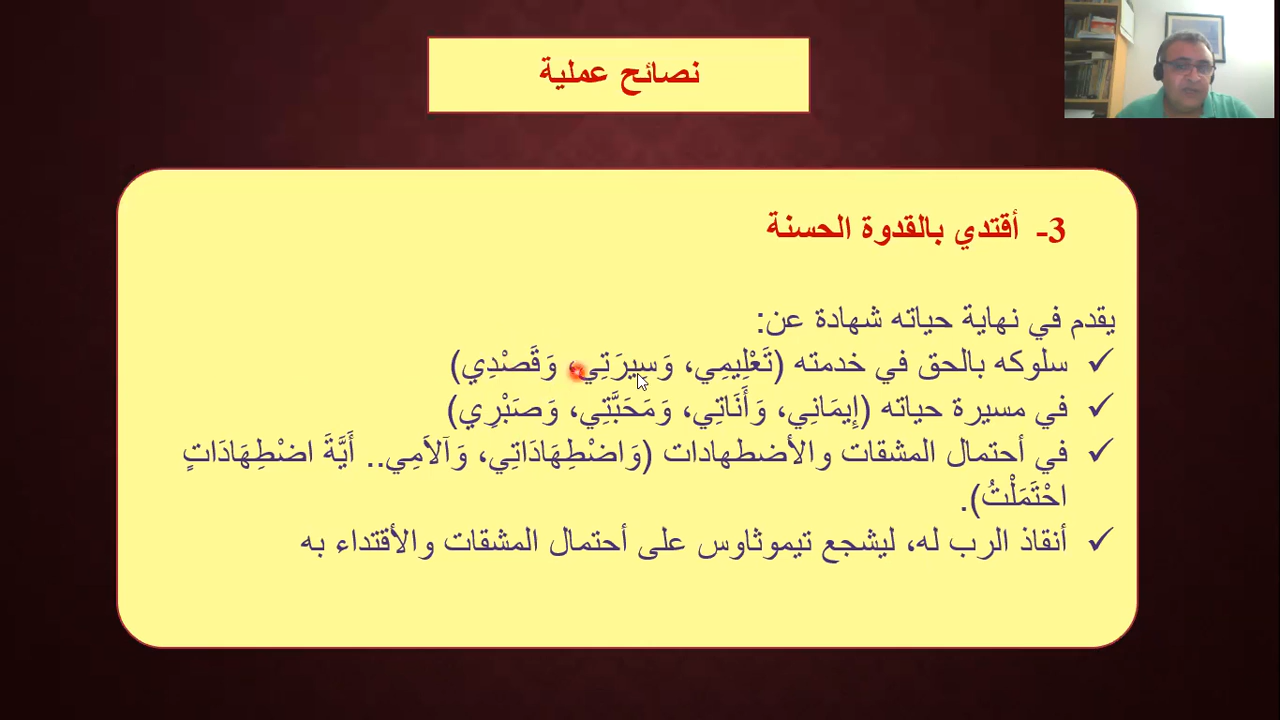 نصائح عملية
3- أقتدي بالقدوة الحسنة
يقدم في نهاية حياته شهادة عن:
✓ سلوكه بالحق في خدمته (تَعْلِيمِي، وَسِيرَتِي، وَقَصْدِي)
✓ في مسيرة حياته (إِيمَانِي، وَأَنَاتِي، وَمَحَبَّتِي، وَصَبْرِي)
✓ في أحتمال المشقات والأضطهادات (وَاضْطِهَادَاتِي، وَآلاَمِي.. أَيَّةَ اضْطِهَادَاتٍ
احْتَمَلْتُ).
✓ أنقاذ الرب له، ليشجع تيموثاوس على أحتمال المشقات والأقتداء به